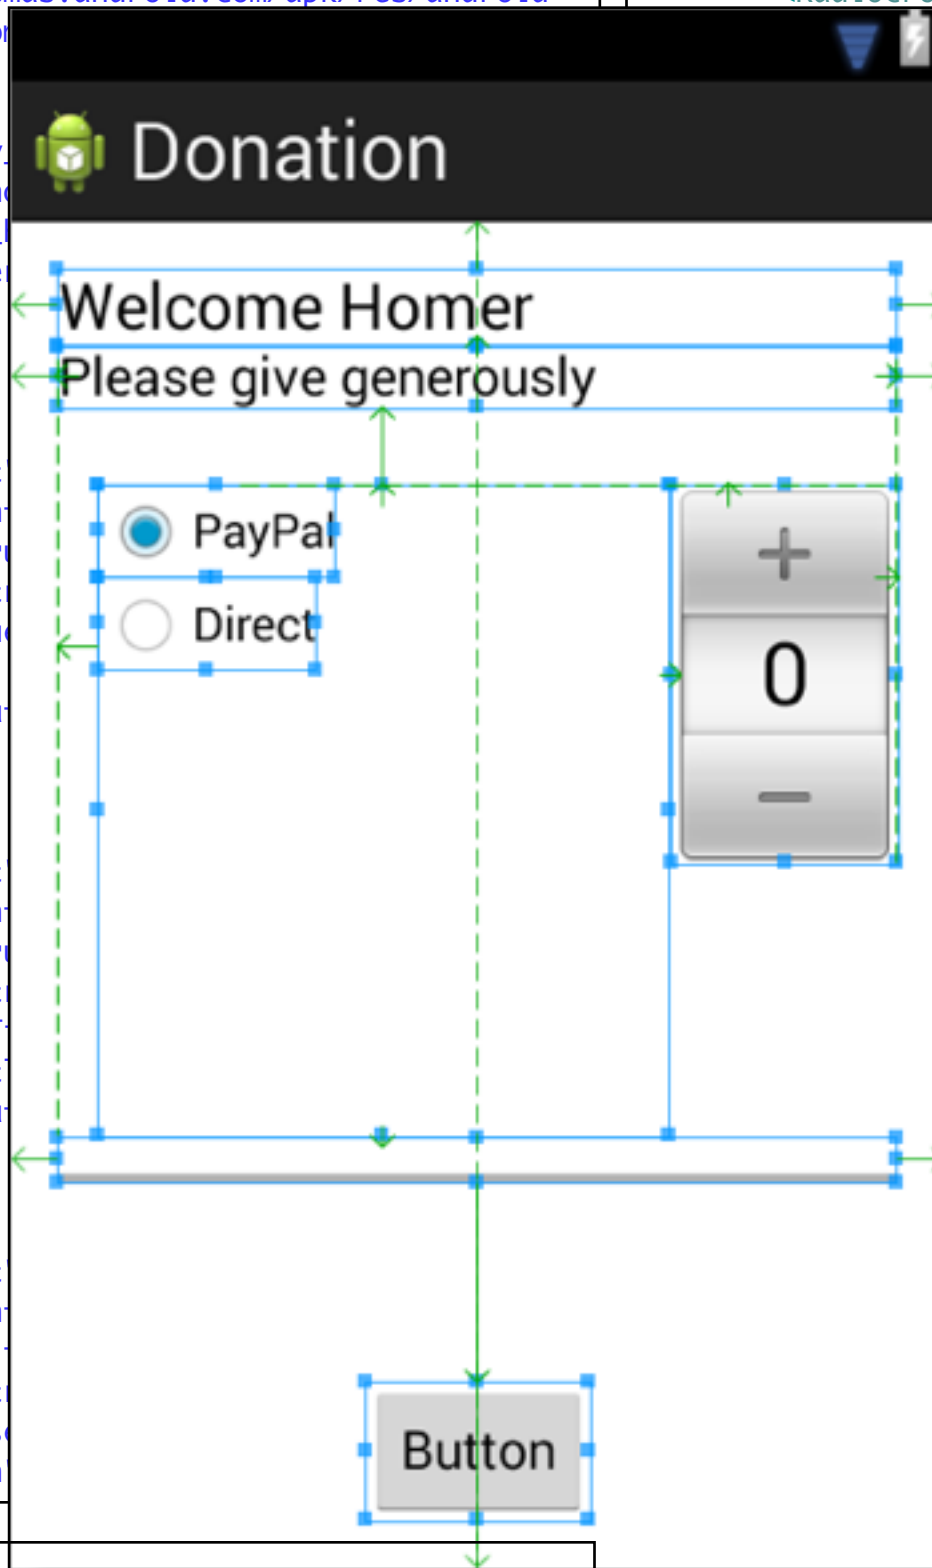 Donation
Welcome Homer
Please give generously
PayPal
Direct
+
0
−
Button